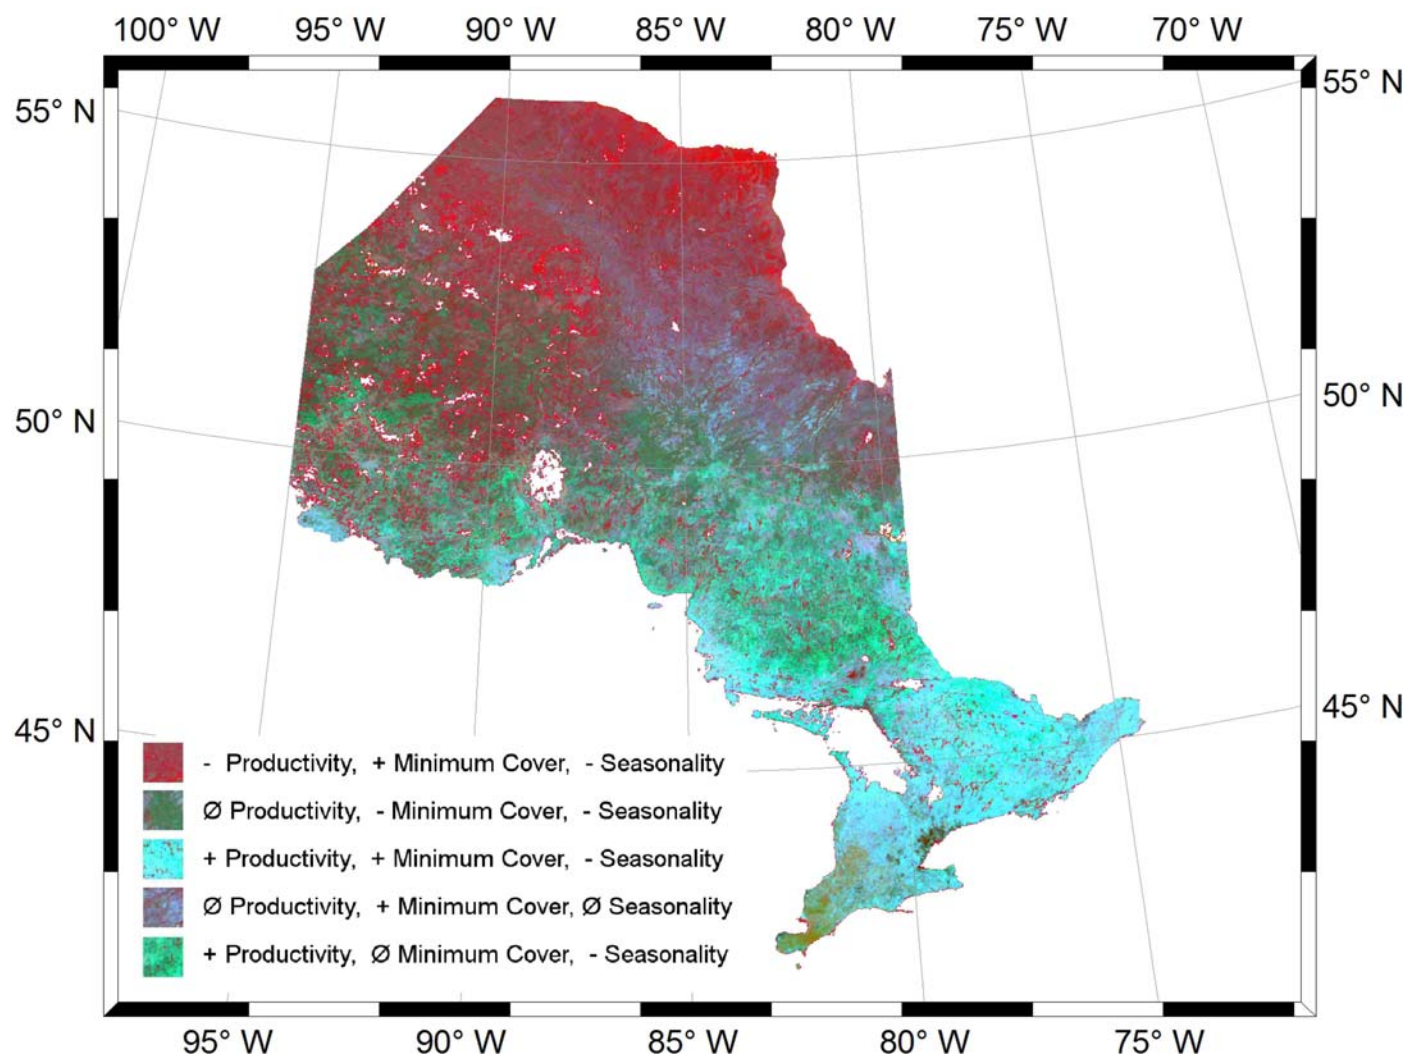 100° W 95° W 90° W 85° W 80° W 75° W 70° W
55° N 55° N
50° N 50° N
45° N 45° N
- Productivity, + Minimum Cover, - Seasonality
Ø Productivity, - Minimum Cover, - Seasonality
+ Productivity, + Minimum Cover, - Seasonality
Ø Productivity, + Minimum Cover, Ø Seasonality
+ Productivity, Ø Minimum Cover, - Seasonality
95° W 90° W 85° W 80° W 75° W